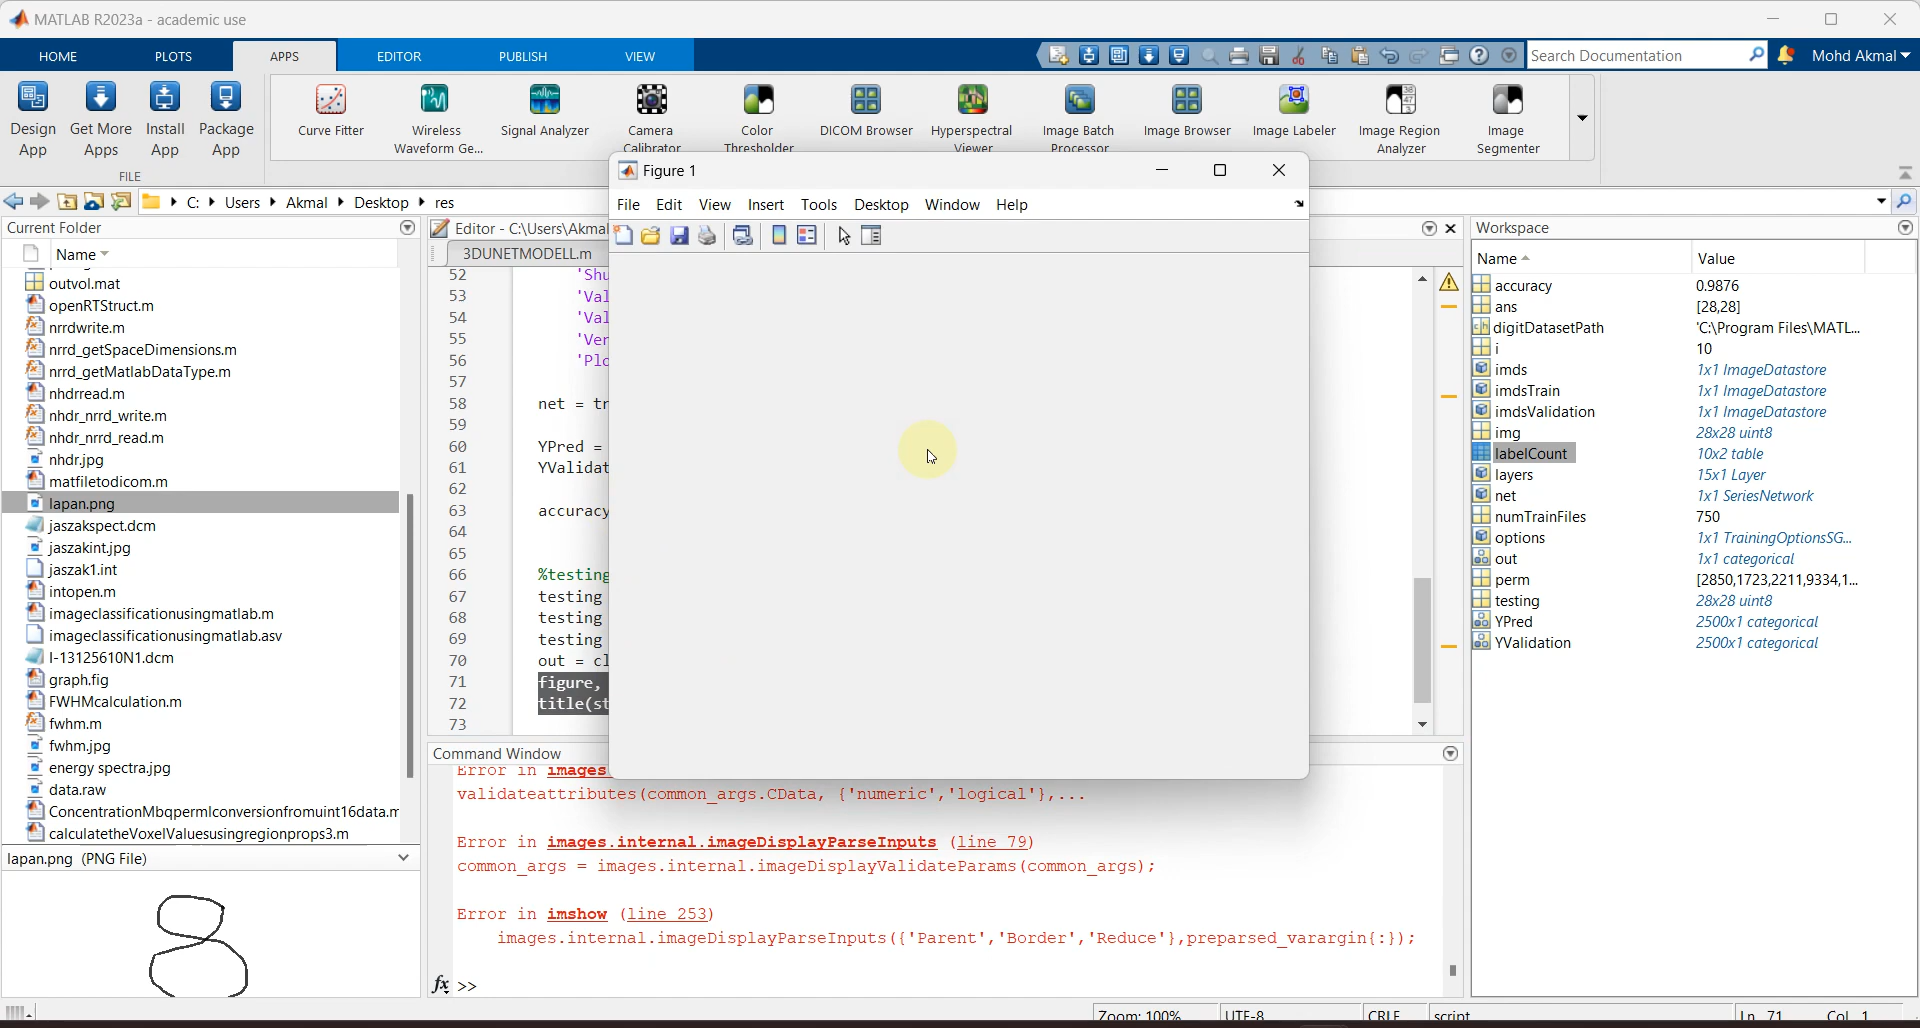 MATLAB R2023a - academic use
HOME PLOTS APPS EDITOR PUBLISH VIEW
Search Documentation
Mohd Akmal
Design App
Get More Apps
Install App
Package App
FILE
Curve Fitter
Wireless Waveform Ge...
Signal Analyzer
Camera Calibrator
Color Thresholder
DICOM Browser
Hyperspectral Viewer
Image Batch Processor
Image Browser
Image Labeler
Image Region Analyzer
Image Segmenter
C: Users Akmal Desktop res
Current Folder
Name
outvol.mat
openRTStruct.m
nrrdwrite.m
nrrd_getSpaceDimensions.m
nrrd_getMatlabDataType.m
nhdrread.m
nhdr_nrrd_write.m
nhdr_nrrd_read.m
nhdr.jpg
matfiletodicom.m
lapan.png
jaszakspect.dcm
jaszakint.jpg
jaszak1.int
intopen.m
imageclassificationusingmatlab.m
imageclassificationusingmatlab.asv
I-13125610N1.dcm
graph.fig
FWHMcalculation.m
fwhm.m
fwhm.jpg
energy spectra.jpg
data.raw
ConcentrationMbqpermlconversionfromuint16data.m
calculatetheVoxelValuesusingregionprops3.m
lapan.png (PNG File)
Editor - C:\Users\Akmal
3DUNETMODELL.m
52 'Shu
53 'Val
54 'Val
55 'Ver
56 'Plo
57
58 net = tr
59
60 YPred =
61 YValidat
62
63 accuracy
64
65
66 %testing
67 testing
68 testing
69 testing
70 out = cl
71 figure,
72 title(st
73
Figure 1
File Edit View Insert Tools Desktop Window Help
Command Window
Error in images.
validateattributes(common_args.CData, {'numeric','logical'},...
Error in images.internal.imageDisplayParseInputs (line 79)
common_args = images.internal.imageDisplayValidateParams(common_args);
Error in imshow (line 253)
images.internal.imageDisplayParseInputs({'Parent','Border','Reduce'},preparsed_varargin{:});
fx >>
Workspace
Name Value
accuracy 0.9876
ans [28,28]
digitDatasetPath 'C:\Program Files\MATL...
i 10
imds 1x1 ImageDatastore
imdsTrain 1x1 ImageDatastore
imdsValidation 1x1 ImageDatastore
img 28x28 uint8
labelCount 10x2 table
layers 15x1 Layer
net 1x1 SeriesNetwork
numTrainFiles 750
options 1x1 TrainingOptionsSG...
out 1x1 categorical
perm [2850,1723,2211,9334,1...
testing 28x28 uint8
YPred 2500x1 categorical
YValidation 2500x1 categorical
Zoom: 100% UTF-8 CRLF script Ln 71 Col 1